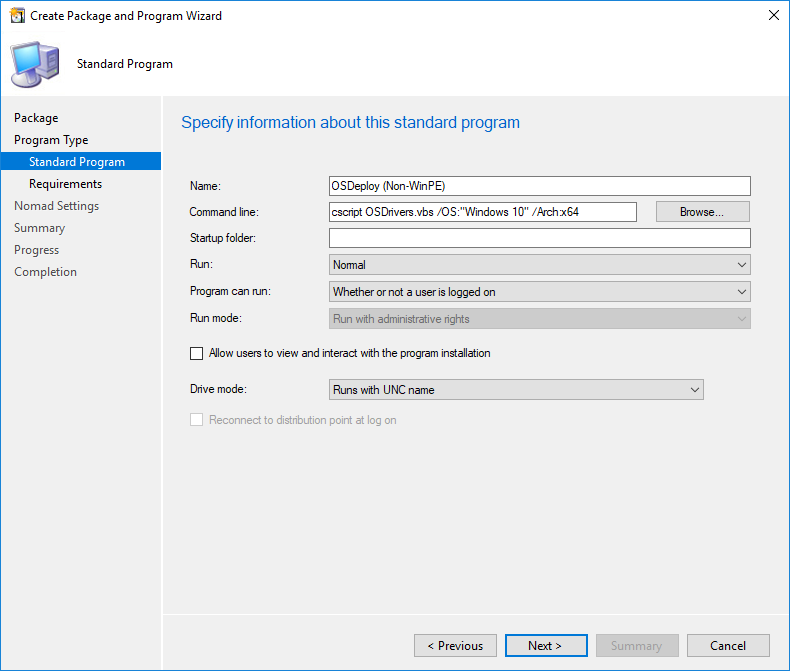 Create Package and Program Wizard
Standard Program
Package
Program Type
Standard Program
Requirements
Nomad Settings
Summary
Progress
Completion
Specify information about this standard program
Name: OSDeploy (Non-WinPE)
Command line: cscript OSDrivers.vbs /OS:"Windows 10" /Arch:x64 Browse...
Startup folder:
Run: Normal
Program can run: Whether or not a user is logged on
Run mode: Run with administrative rights
Allow users to view and interact with the program installation
Drive mode: Runs with UNC name
Reconnect to distribution point at log on
< Previous Next > Summary Cancel